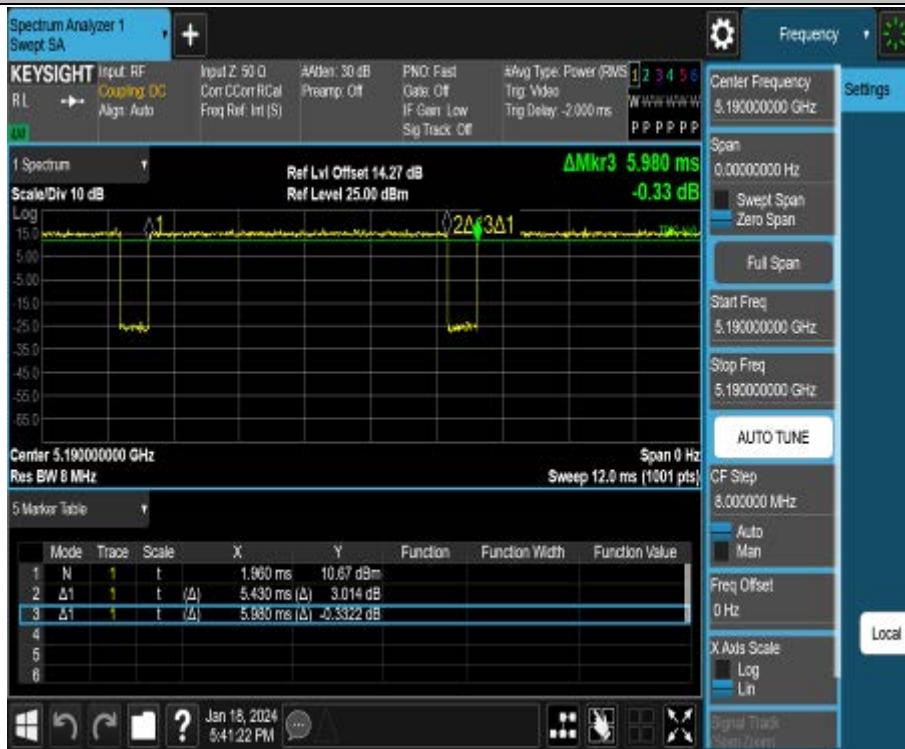 Spectrum Analyzer 1
Swept SA
+
Frequency
KEYSIGHT
RL
Input: RF
Coupling: DC
Align: Auto
Input Z: 50 Ω
Corr CCorr RCal
Freq Ref: Int (S)
#Atten: 30 dB
Preamp: Off
PNO: Fast
Gate: Off
IF Gain: Low
Sig Track: Off
#Avg Type: Power (RMS
Trig: Video
Trig Delay: -2.000 ms
1 2 3 4 5 6
W W W W W W
P P P P P P
1 Spectrum
Scale/Div 10 dB
Ref Lvl Offset 14.27 dB
Ref Level 25.00 dBm
ΔMkr3 5.980 ms
-0.33 dB
Log
15.0
5.00
-5.00
-15.0
-25.0
-35.0
-45.0
-55.0
-65.0
1
2Δ 3Δ1
Center 5.190000000 GHz
Res BW 8 MHz
Span 0 Hz
Sweep 12.0 ms (1001 pts)
5 Marker Table
Mode Trace Scale X Y Function Function Width Function Value
1 N 1 t 1.960 ms 10.67 dBm
2 Δ1 1 t (Δ) 5.430 ms (Δ) 3.014 dB
3 Δ1 1 t (Δ) 5.980 ms (Δ) -0.3322 dB
4
5
6
Jan 18, 2024
5:41:22 PM
?
Center Frequency
5.190000000 GHz
Settings
Span
0.00000000 Hz
Swept Span
Zero Span
Full Span
Start Freq
5.190000000 GHz
Stop Freq
5.190000000 GHz
AUTO TUNE
CF Step
8.000000 MHz
Auto
Man
Freq Offset
0 Hz
X Axis Scale
Log
Lin
Local
Signal Track
(Span Zoom)